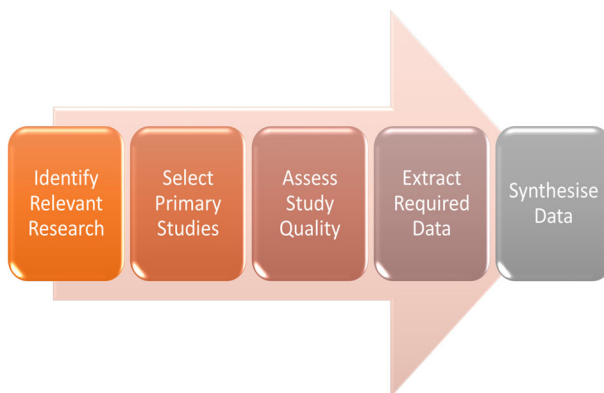 Identify
Relevant
Research
Select
Primary
Studies
Assess
Study
Quality
Extract
Required
Data
Synthesise
Data